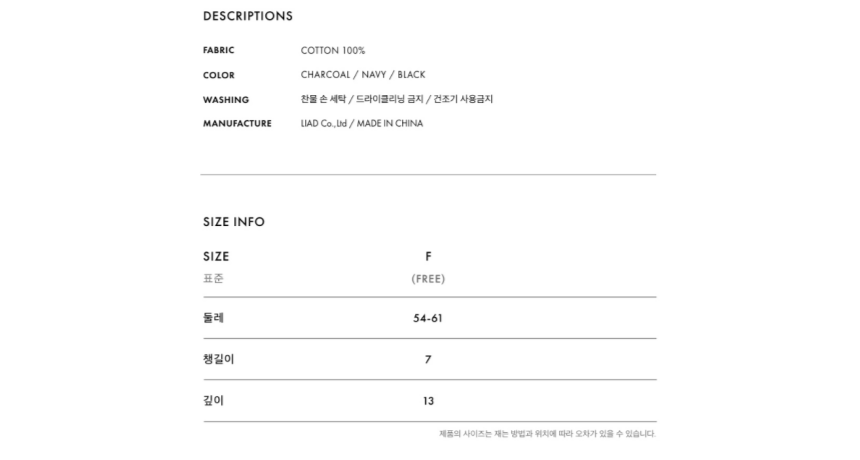 DESCRIPTIONS
FABRIC COTTON 100%
COLOR CHARCOAL / NAVY / BLACK
WASHING 찬물 손 세탁 / 드라이클리닝 금지 / 건조기 사용금지
MANUFACTURE LIAD Co.,Ltd / MADE IN CHINA
SIZE INFO
SIZE F
표준 (FREE)
둘레 54-61
챙길이 7
깊이 13
제품의 사이즈는 재는 방법과 위치에 따라 오차가 있을 수 있습니다.